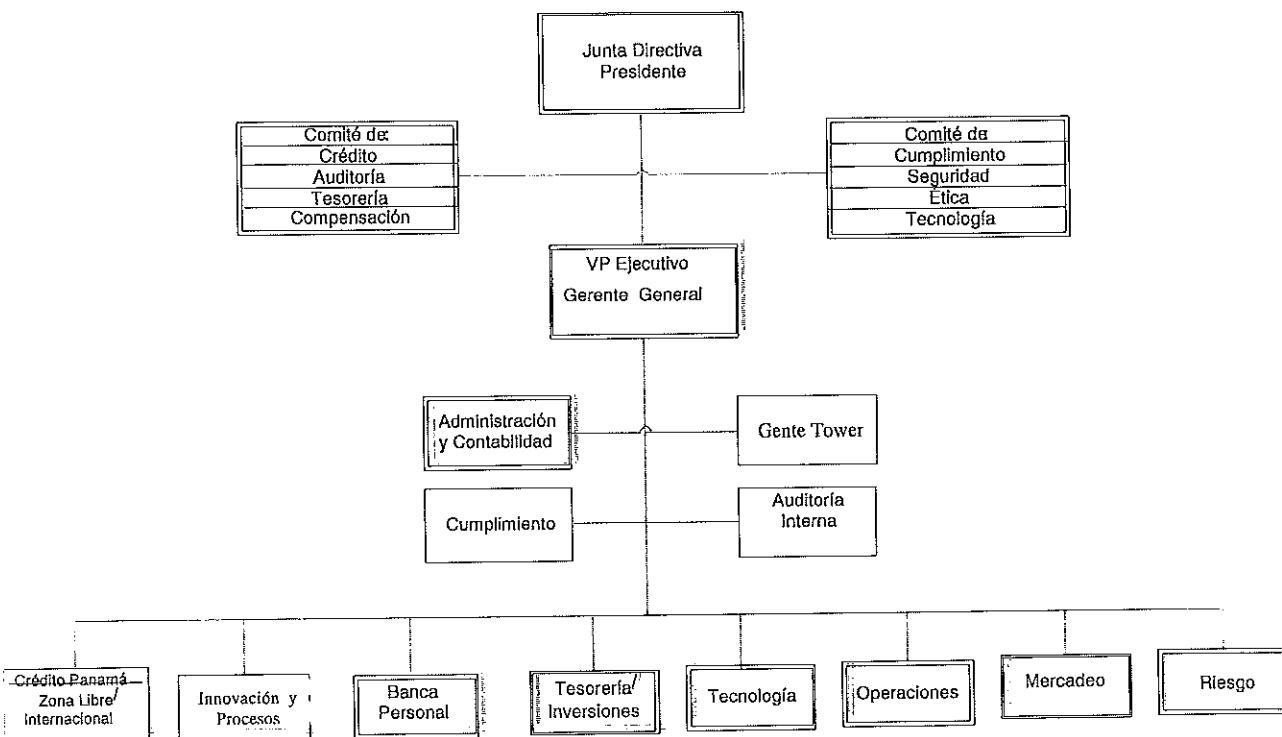 Junta Directiva
Presidente
Comité de:
Crédito
Auditoría
Tesorería
Compensación
Comité de:
Cumplimiento
Seguridad
Ética
Tecnología
VP Ejecutivo
Gerente General
Administración
y Contabilidad
Gente Tower
Cumplimiento
Auditoría
Interna
Crédito Panamá
Zona Libre/
Internacional
Innovación y
Procesos
Banca
Personal
Tesorería/
Inversiones
Tecnología
Operaciones
Mercadeo
Riesgo